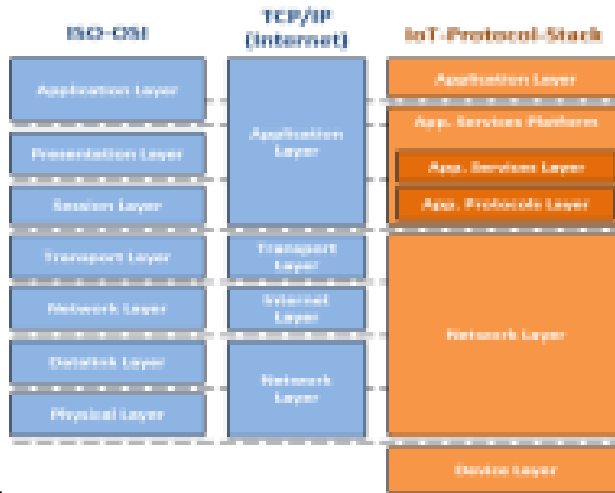 ISO-OSI
Application Layer
Presentation Layer
Session Layer
Transport Layer
Network Layer
Datalink Layer
Physical Layer
TCP/IP
(Internet)
Application
Layer
Transport
Layer
Internet
Layer
Network
Layer
IoT-Protocol-Stack
Application Layer
App. Services Platform
App. Services Layer
App. Protocols Layer
Network Layer
Device Layer